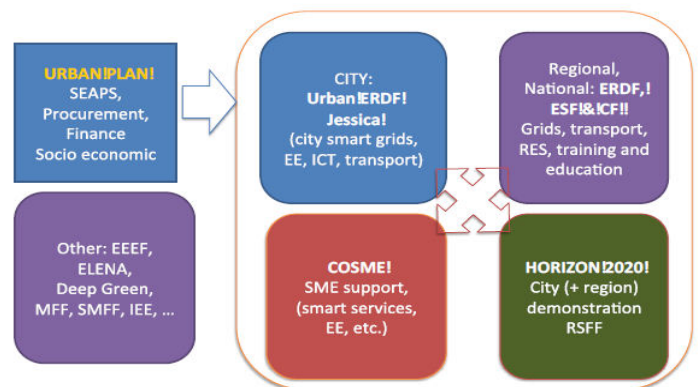 URBAN!PLAN!
SEAPS,
Procurement,
Finance
Socio economic
Other: EEEF,
ELENA,
Deep Green,
MFF, SMFF, IEE, ...
CITY:
Urban!ERDF!
Jessica!
(city smart grids,
EE, ICT, transport)
Regional,
National: ERDF,!
ESF!&!CF!!
Grids, transport,
RES, training and
education
COSME!
SME support,
(smart services,
EE, etc.)
HORIZON!2020!
City (+ region)
demonstration
RSFF